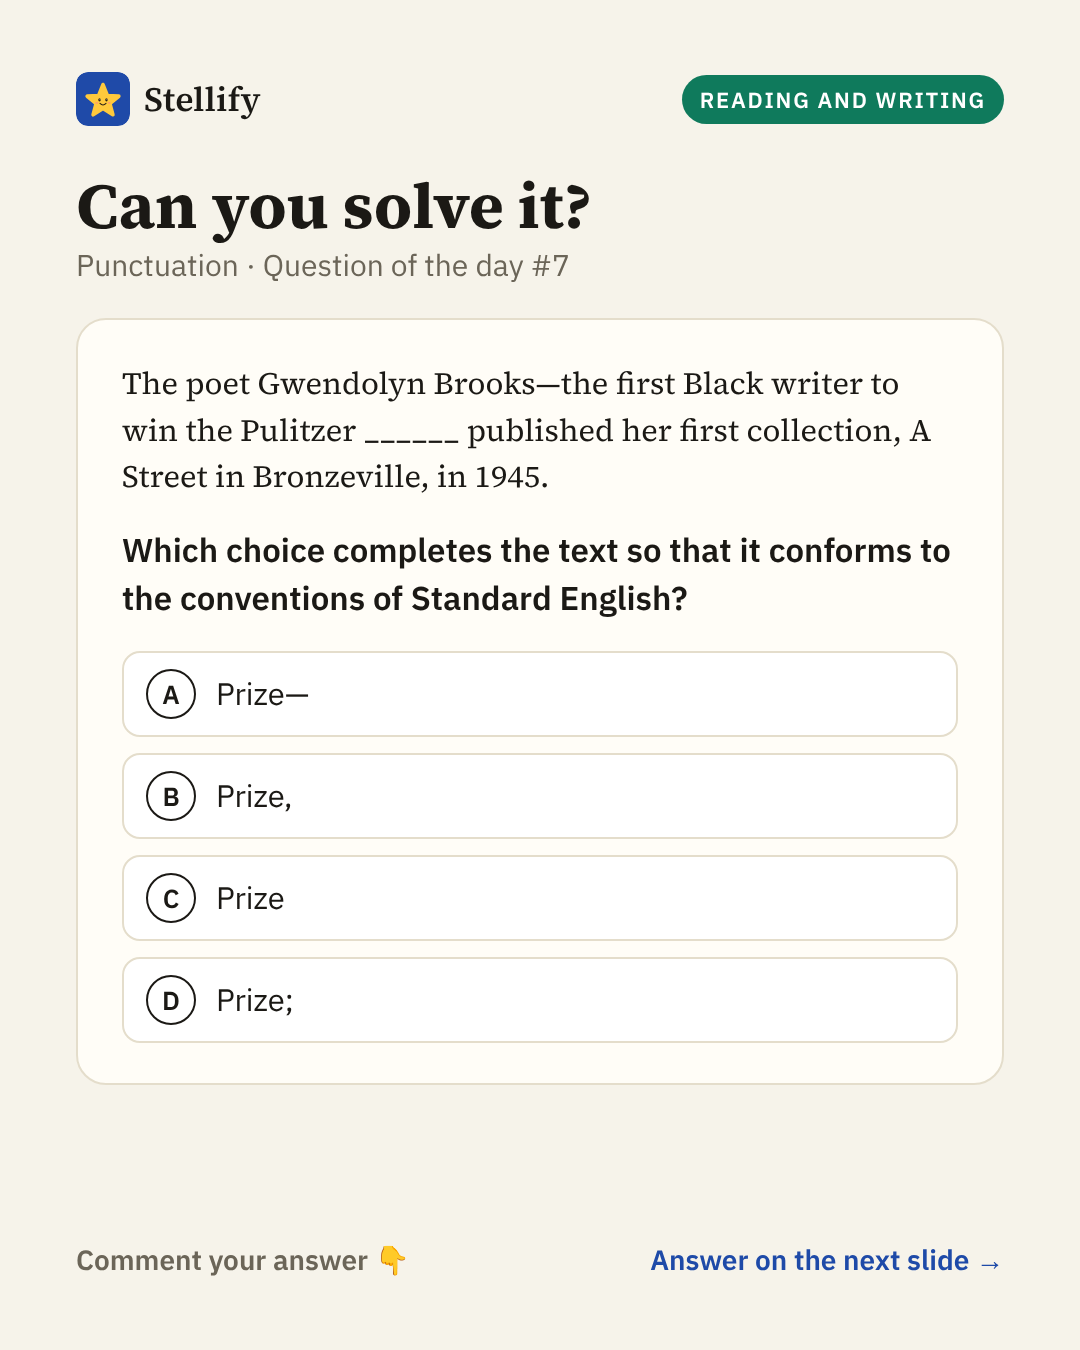 Stellify
READING AND WRITING
Can you solve it?
Punctuation · Question of the day #7
The poet Gwendolyn Brooks—the first Black writer to
win the Pulitzer ______ published her first collection, A
Street in Bronzeville, in 1945.
Which choice completes the text so that it conforms to
the conventions of Standard English?
A Prize—
B Prize,
C Prize
D Prize;
Comment your answer 👇
Answer on the next slide →